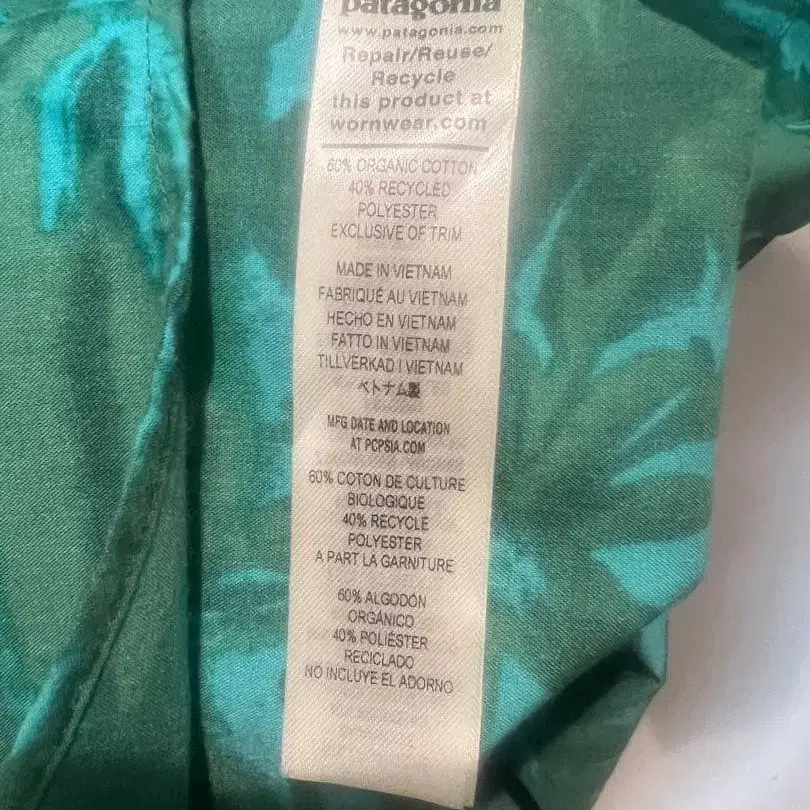 patagonia
www.patagonia.com
Repair/Reuse/
Recycle
this product at
wornwear.com
60% ORGANIC COTTON
40% RECYCLED
POLYESTER
EXCLUSIVE OF TRIM
MADE IN VIETNAM
FABRIQUÉ AU VIETNAM
HECHO EN VIETNAM
FATTO IN VIETNAM
TILLVERKAD I VIETNAM
ベトナム製
MFG DATE AND LOCATION
AT PCPSIA.COM
60% COTON DE CULTURE
BIOLOGIQUE
40% RECYCLÉ
POLYESTER
A PART LA GARNITURE
60% ALGODÓN
ORGÁNICO
40% POLIÉSTER
RECICLADO
NO INCLUYE EL ADORNO